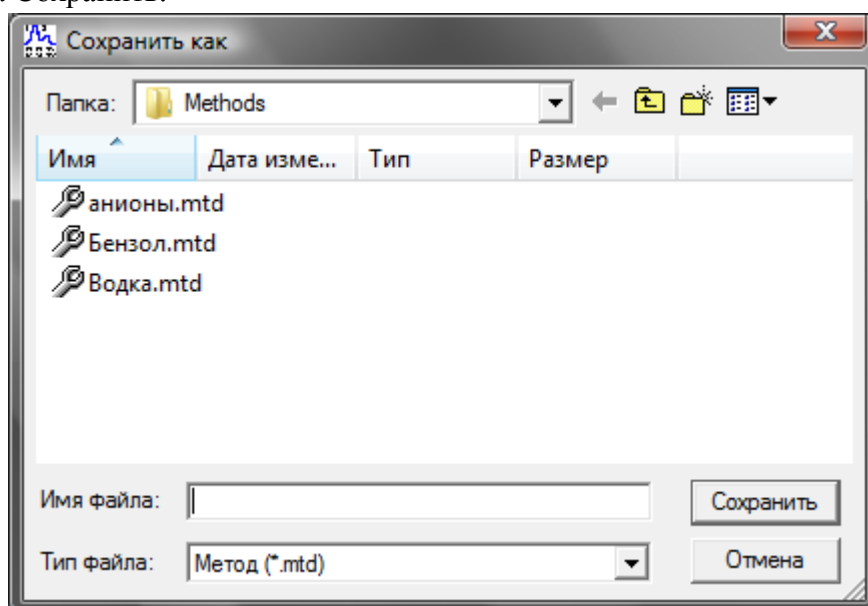 Сохранить как
Папка: Methods
Имя Дата изме... Тип Размер
анионы.mtd
Бензол.mtd
Водка.mtd
Имя файла: Сохранить
Тип файла: Метод (*.mtd) Отмена